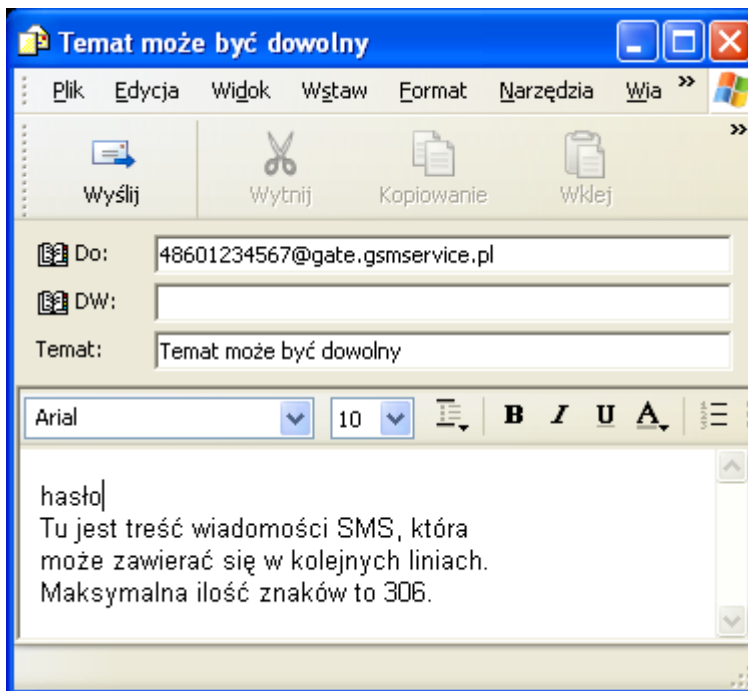 Temat może być dowolny
Plik Edycja Widok Wstaw Format Narzędzia Wia »
»
Wyślij Wytnij Kopiowanie Wklej
Do: 48601234567@gate.gsmservice.pl
DW:
Temat: Temat może być dowolny
Arial 10 B I U A
hasło
Tu jest treść wiadomości SMS, która
może zawierać się w kolejnych liniach.
Maksymalna ilość znaków to 306.